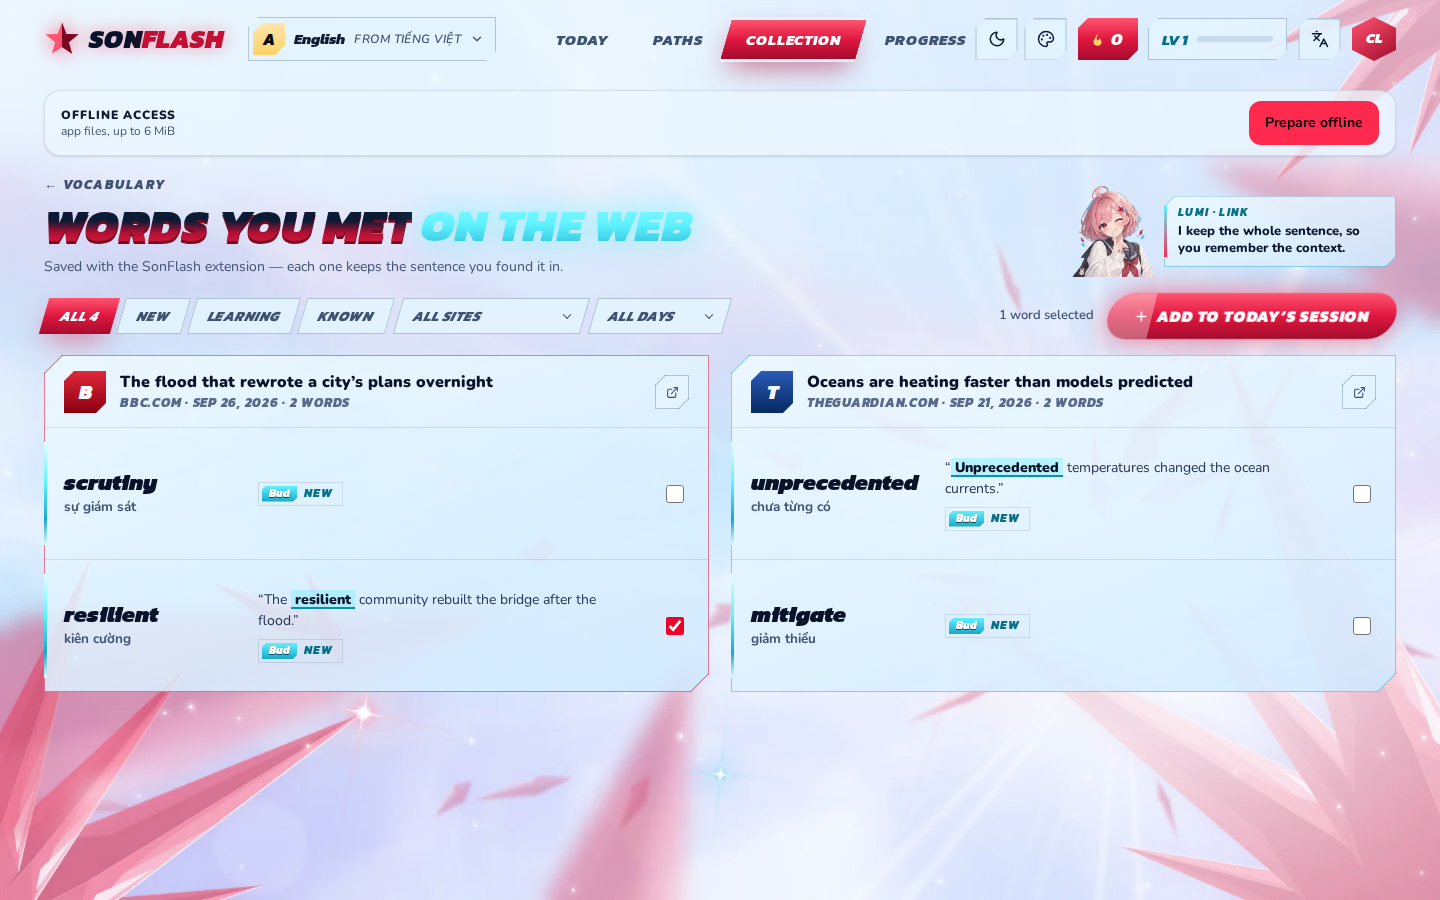 SONFLASH
A English FROM TIẾNG VIỆT
TODAY
PATHS
COLLECTION
PROGRESS
0
LV 1
CL
OFFLINE ACCESS
app files, up to 6 MiB
Prepare offline
← VOCABULARY
WORDS YOU MET ON THE WEB
Saved with the SonFlash extension — each one keeps the sentence you found it in.
LUMI · LINK
I keep the whole sentence, so
you remember the context.
ALL 4
NEW
LEARNING
KNOWN
ALL SITES
ALL DAYS
1 word selected
+ ADD TO TODAY'S SESSION
B
The flood that rewrote a city's plans overnight
BBC.COM · SEP 26, 2026 · 2 WORDS
scrutiny
sự giám sát
Bud NEW
resilient
kiên cường
“The resilient community rebuilt the bridge after the
flood.”
Bud NEW
T
Oceans are heating faster than models predicted
THEGUARDIAN.COM · SEP 21, 2026 · 2 WORDS
unprecedented
chưa từng có
“Unprecedented temperatures changed the ocean
currents.”
Bud NEW
mitigate
giảm thiểu
Bud NEW